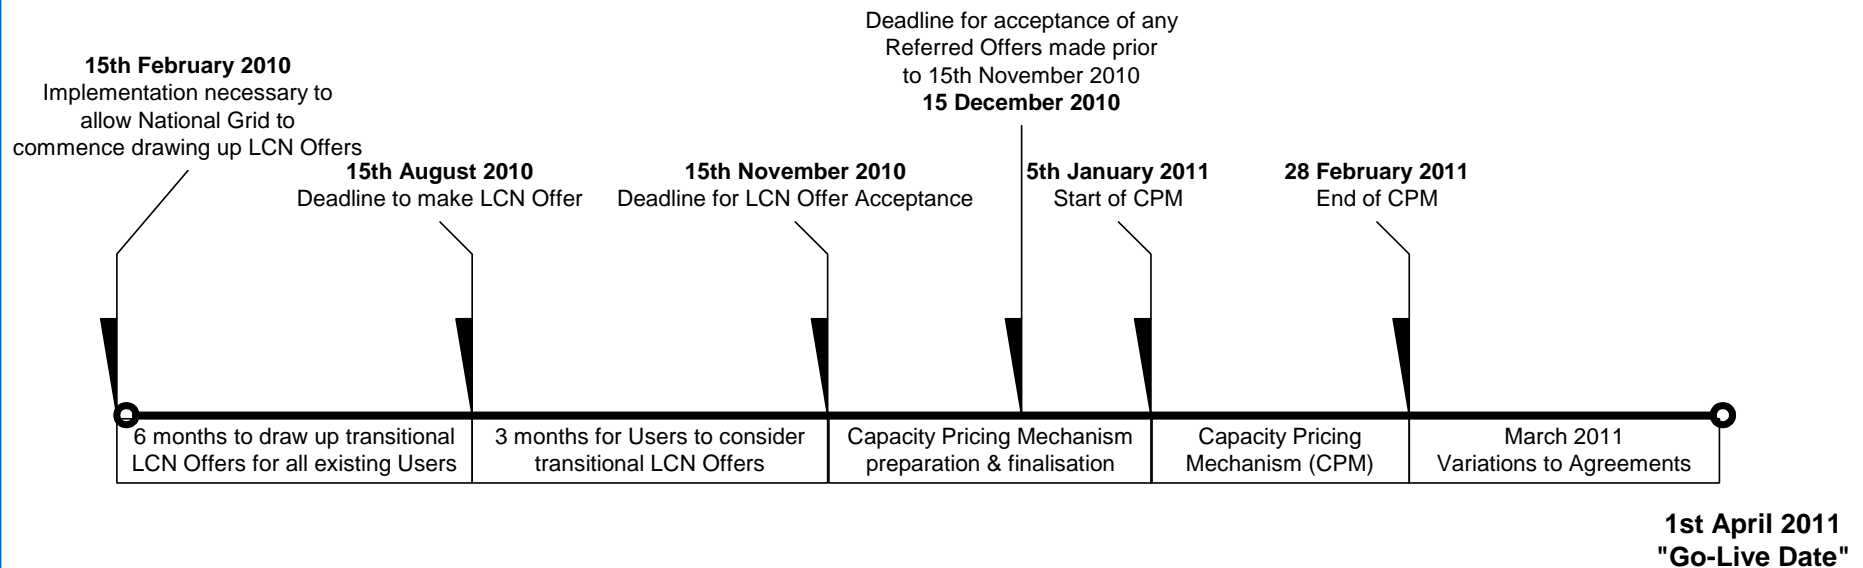 Deadline for acceptance of any
Referred Offers made prior
to 15th November 2010
15 December 2010
15th February 2010
Implementation necessary to
allow National Grid to
commence drawing up LCN Offers
15th August 2010
Deadline to make LCN Offer
15th November 2010
Deadline for LCN Offer Acceptance
5th January 2011
Start of CPM
28 February 2011
End of CPM
6 months to draw up transitional
LCN Offers for all existing Users
3 months for Users to consider
transitional LCN Offers
Capacity Pricing Mechanism
preparation & finalisation
Capacity Pricing
Mechanism (CPM)
March 2011
Variations to Agreements
1st April 2011
"Go-Live Date"